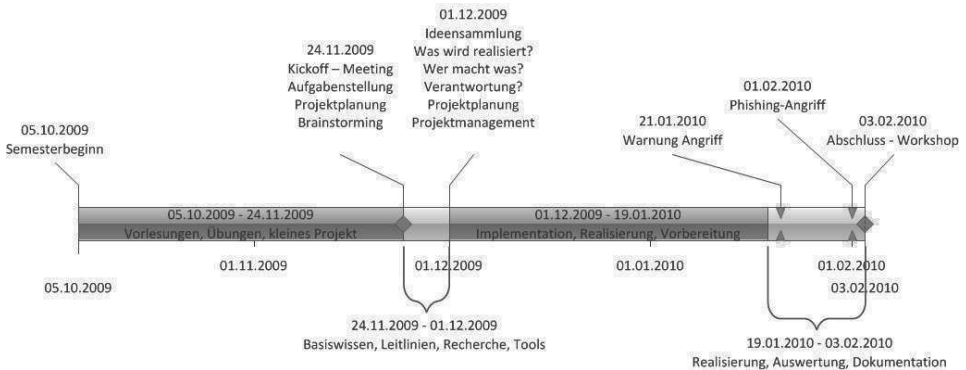 01.12.2009
Ideensammlung
Was wird realisiert?
Wer macht was?
Verantwortung?
Projektplanung
Projektmanagement
24.11.2009
Kickoff – Meeting
Aufgabenstellung
Projektplanung
Brainstorming
01.02.2010
Phishing-Angriff
21.01.2010
Warnung Angriff
03.02.2010
Abschluss - Workshop
05.10.2009
Semesterbeginn
05.10.2009 - 24.11.2009
Vorlesungen, Übungen, kleines Projekt
01.12.2009 - 19.01.2010
Implementation, Realisierung, Vorbereitung
01.11.2009
01.12.2009
01.01.2010
01.02.2010
05.10.2009
03.02.2010
24.11.2009 - 01.12.2009
Basiswissen, Leitlinien, Recherche, Tools
19.01.2010 - 03.02.2010
Realisierung, Auswertung, Dokumentation